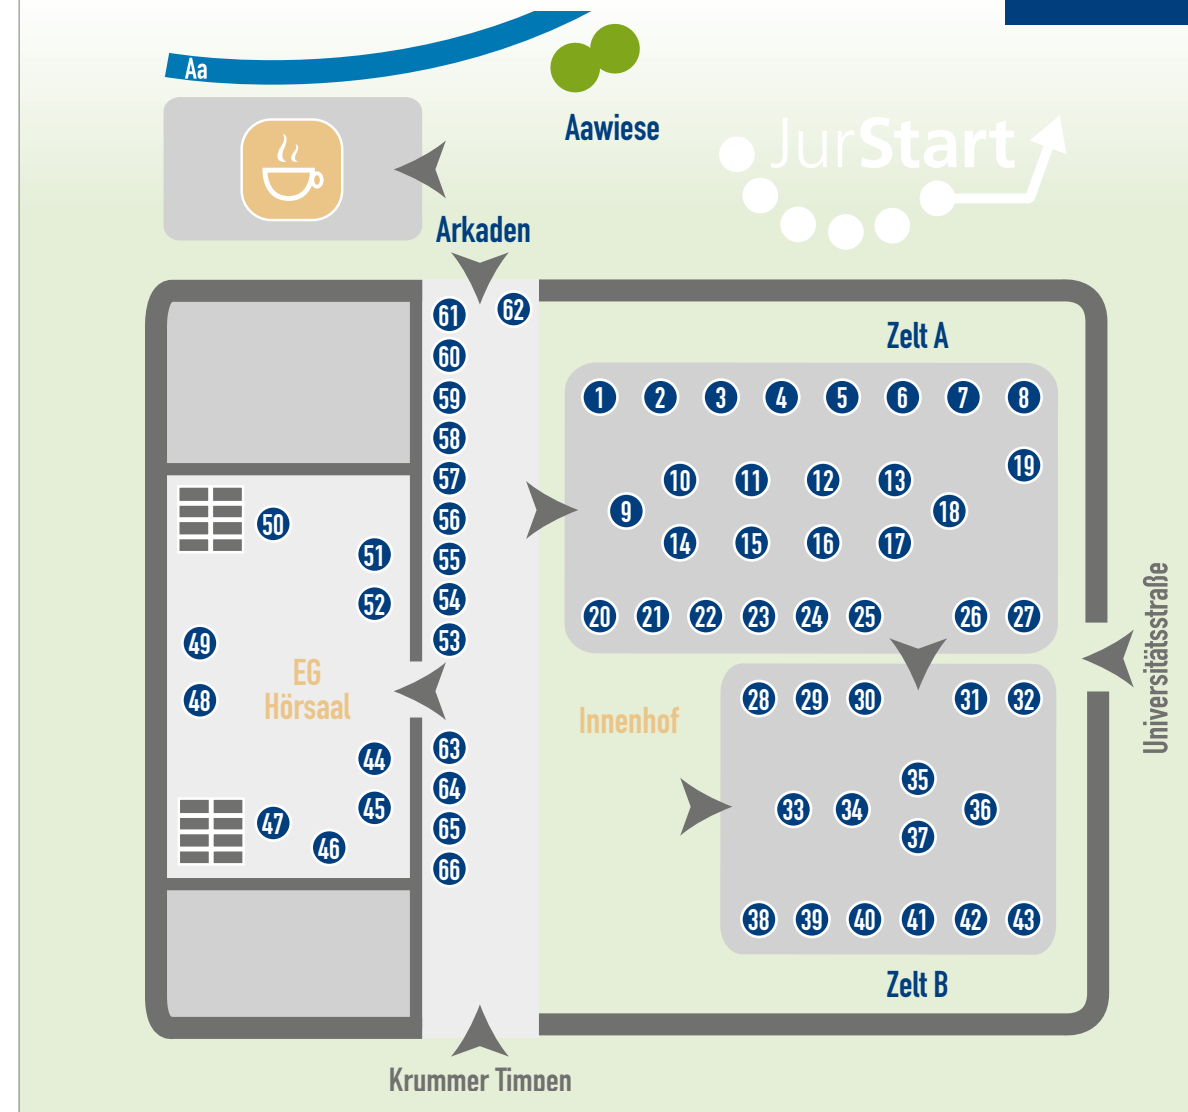 Aa
Aawiese
JurStart
Arkaden
61 62
60
59
58
57
56
55
54
53
Zelt A
1 2 3 4 5 6 7 8
19
10 11 12 13
9 18
14 15 16 17
20 21 22 23 24 25 26 27
50
51
52
49
48
EG
Hörsaal
44
45
47
46
63
64
65
66
Innenhof
28 29 30 31 32
35
33 34 36
37
38 39 40 41 42 43
Zelt B
Universitätsstraße
Krummer Timpen